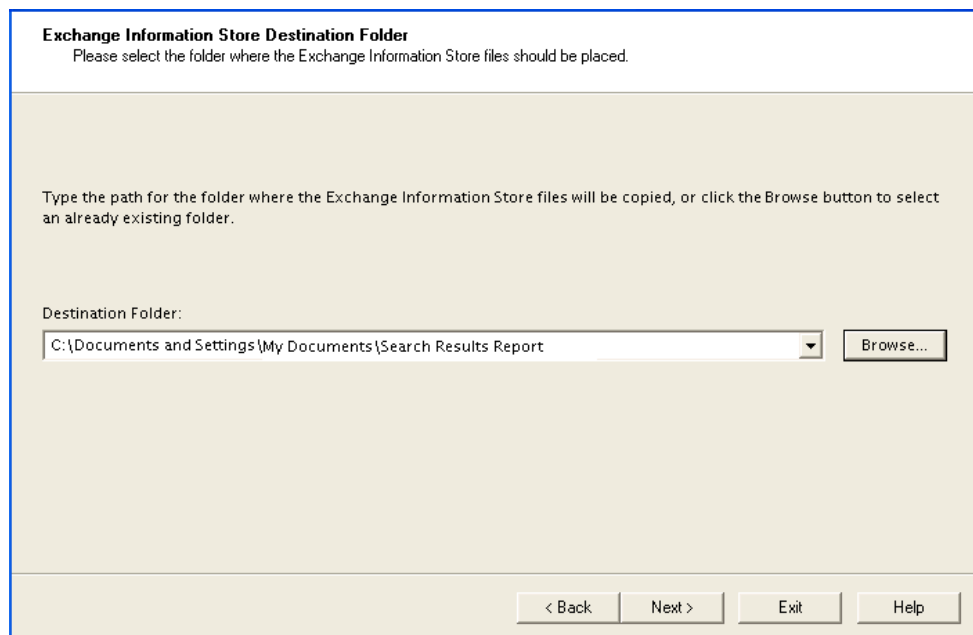 Exchange Information Store Destination Folder
Please select the folder where the Exchange Information Store files should be placed.
Type the path for the folder where the Exchange Information Store files will be copied, or click the Browse button to select
an already existing folder.
Destination Folder:
C:\Documents and Settings\My Documents\Search Results Report
Browse...
< Back
Next >
Exit
Help